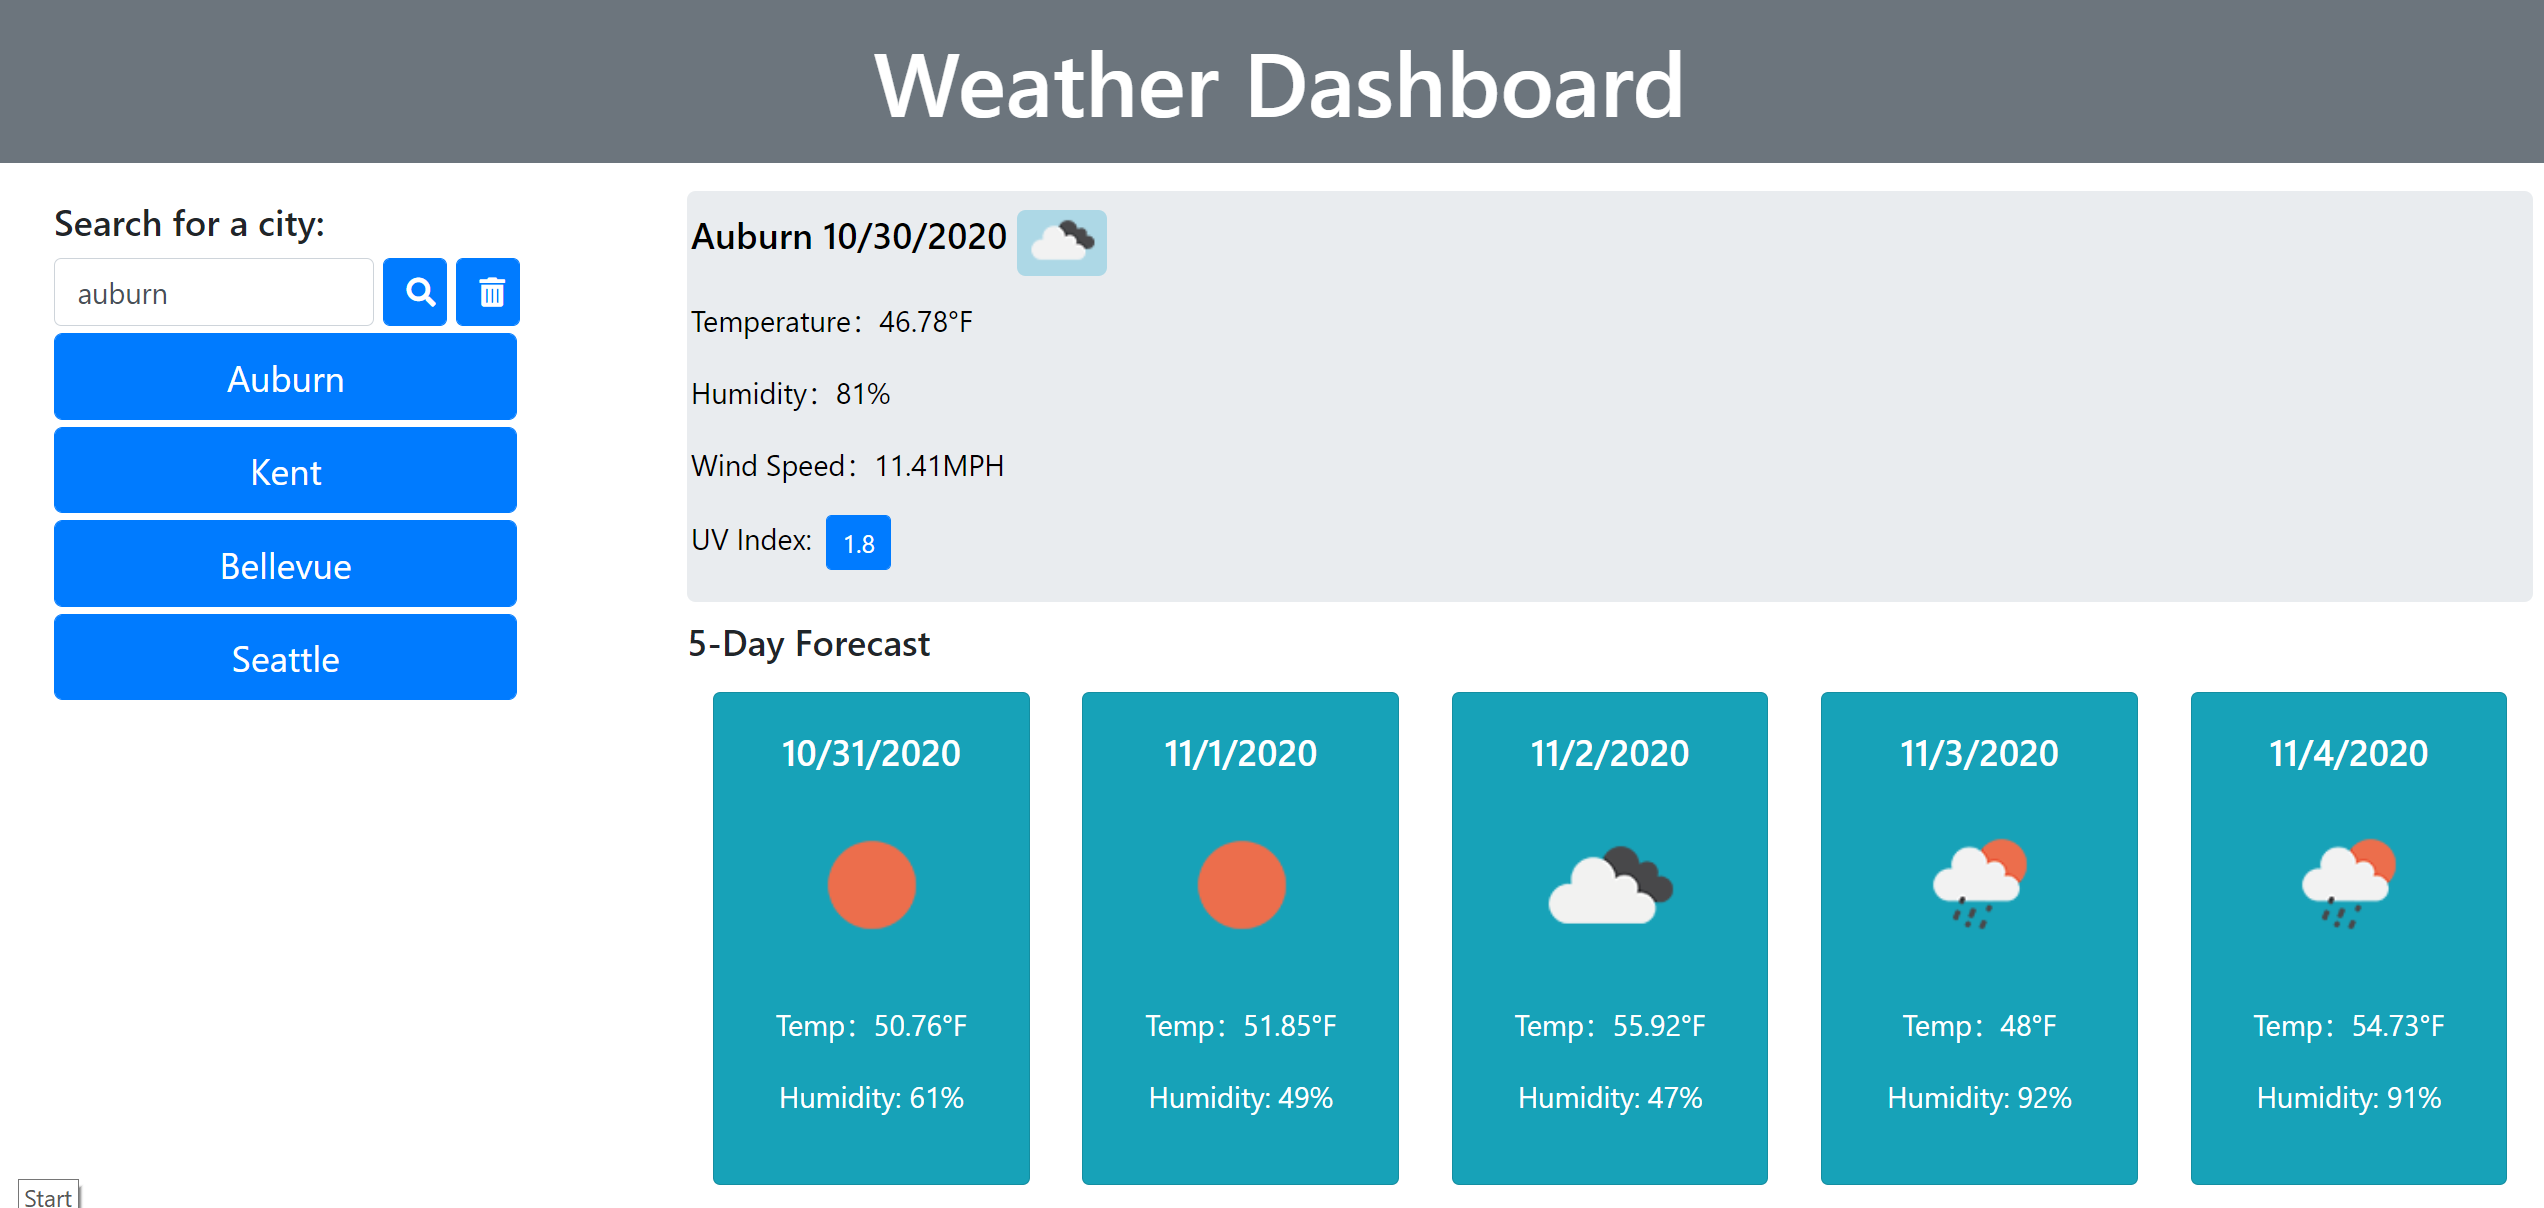 Weather Dashboard
Search for a city:
auburn
Auburn
Kent
Bellevue
Seattle
Auburn 10/30/2020
Temperature: 46.78°F
Humidity: 81%
Wind Speed: 11.41MPH
UV Index: 1.8
5-Day Forecast
10/31/2020
Temp: 50.76°F
Humidity: 61%
11/1/2020
Temp: 51.85°F
Humidity: 49%
11/2/2020
Temp: 55.92°F
Humidity: 47%
11/3/2020
Temp: 48°F
Humidity: 92%
11/4/2020
Temp: 54.73°F
Humidity: 91%
Start